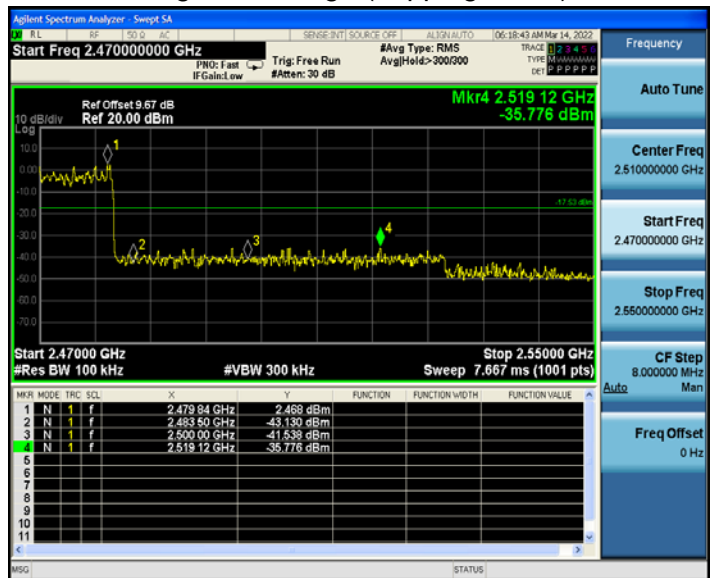 Agilent Spectrum Analyzer - Swept SA
RL RF 50 Ω AC SENSE:INT SOURCE OFF ALIGN AUTO 06:18:43 AM Mar 14, 2022
Start Freq 2.470000000 GHz
PNO: Fast
IFGain:Low
Trig: Free Run
#Atten: 30 dB
#Avg Type: RMS
Avg|Hold:>300/300
TRACE 1 2 3 4 5 6
TYPE M
DET P P P P P P
Ref Offset 9.67 dB
10 dB/div Ref 20.00 dBm
Log
Mkr4 2.519 12 GHz
-35.776 dBm
10.0
0.00
-10.0
-20.0
-30.0
-40.0
-50.0
-60.0
-70.0
1
2
3
4
-17.53 dBm
Start 2.47000 GHz Stop 2.55000 GHz
#Res BW 100 kHz #VBW 300 kHz Sweep 7.667 ms (1001 pts)
MKR MODE TRC SCL X Y FUNCTION FUNCTION WIDTH FUNCTION VALUE
1 N 1 f 2.479 84 GHz 2.468 dBm
2 N 1 f 2.483 50 GHz -43.130 dBm
3 N 1 f 2.500 00 GHz -41.538 dBm
4 N 1 f 2.519 12 GHz -35.776 dBm
5
6
7
8
9
10
11
MSG STATUS
Frequency
Auto Tune
Center Freq
2.510000000 GHz
Start Freq
2.470000000 GHz
Stop Freq
2.550000000 GHz
CF Step
8.000000 MHz
Auto Man
Freq Offset
0 Hz